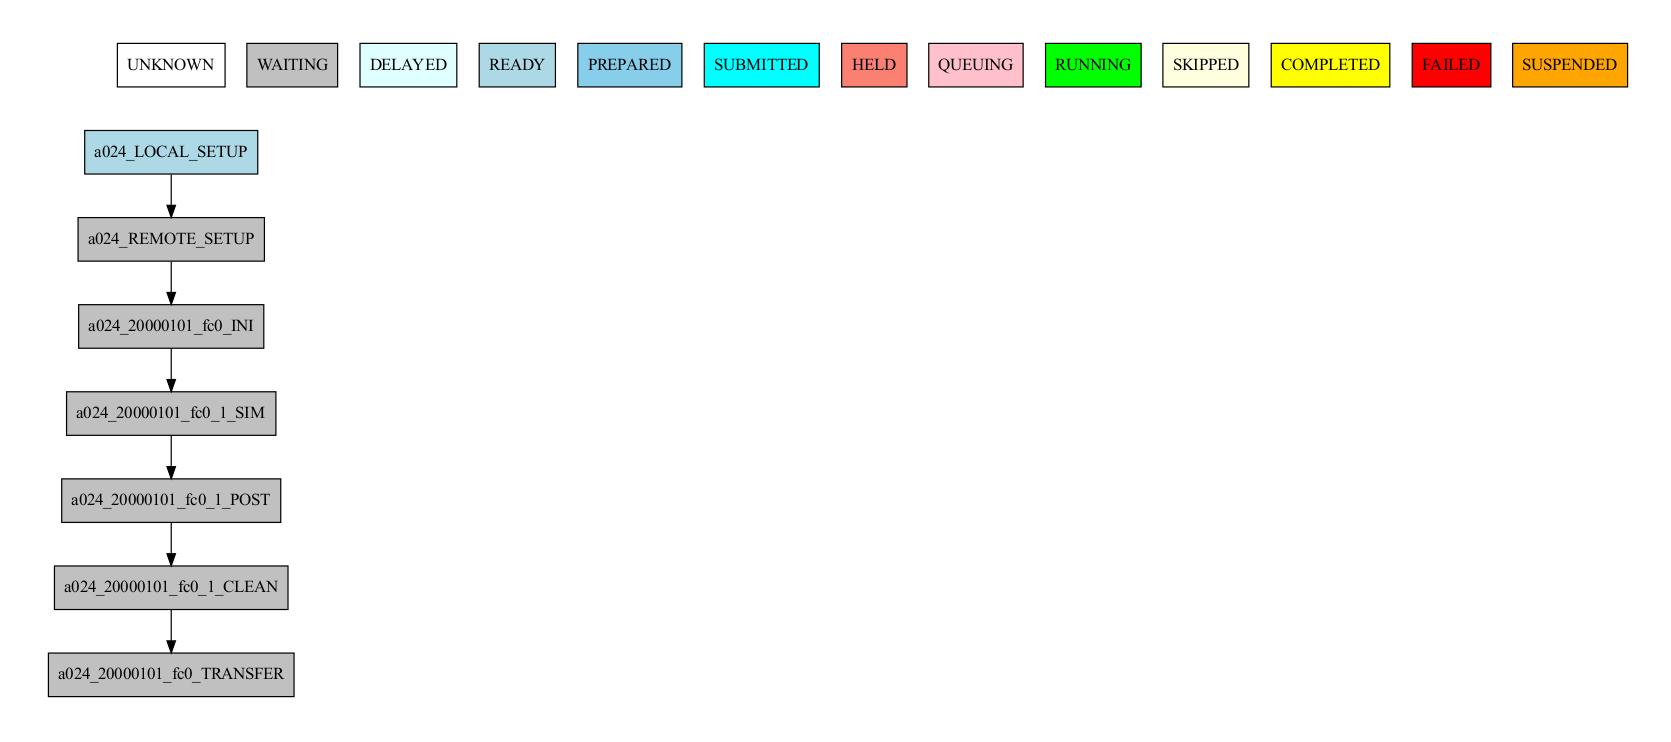 UNKNOWN WAITING DELAYED READY PREPARED SUBMITTED HELD QUEUING RUNNING SKIPPED COMPLETED FAILED SUSPENDED
a024_LOCAL_SETUP
a024_REMOTE_SETUP
a024_20000101_fc0_INI
a024_20000101_fc0_1_SIM
a024_20000101_fc0_1_POST
a024_20000101_fc0_1_CLEAN
a024_20000101_fc0_TRANSFER